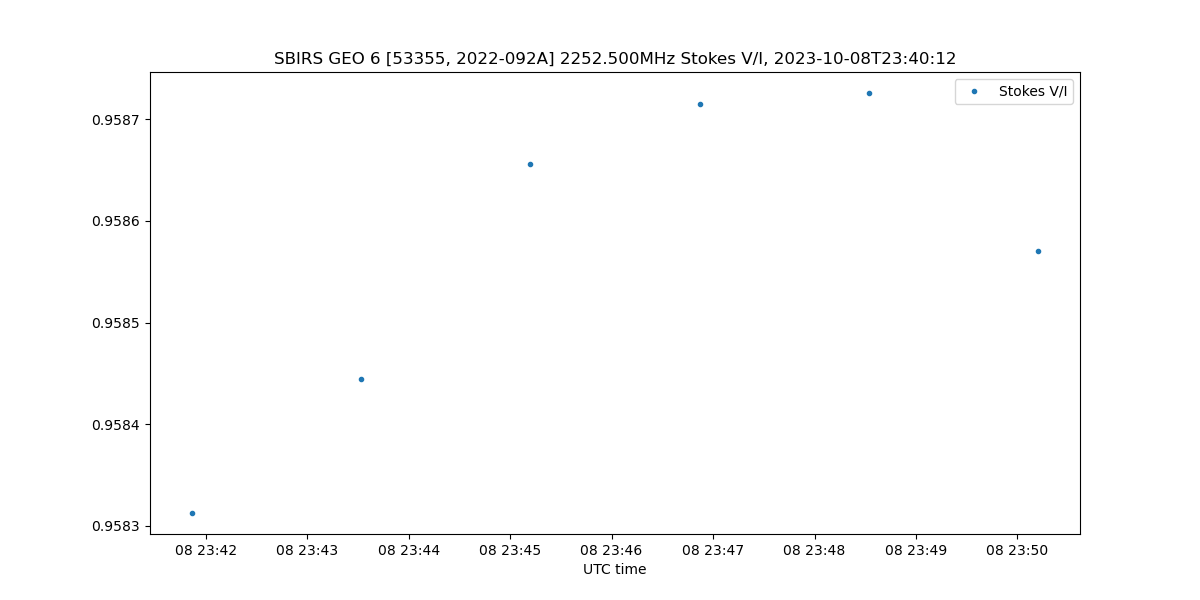 SBIRS GEO 6 [53355, 2022-092A] 2252.500MHz Stokes V/I, 2023-10-08T23:40:12
Stokes V/I
0.9587
0.9586
0.9585
0.9584
0.9583
08 23:42 08 23:43 08 23:44 08 23:45 08 23:46 08 23:47 08 23:48 08 23:49 08 23:50
UTC time